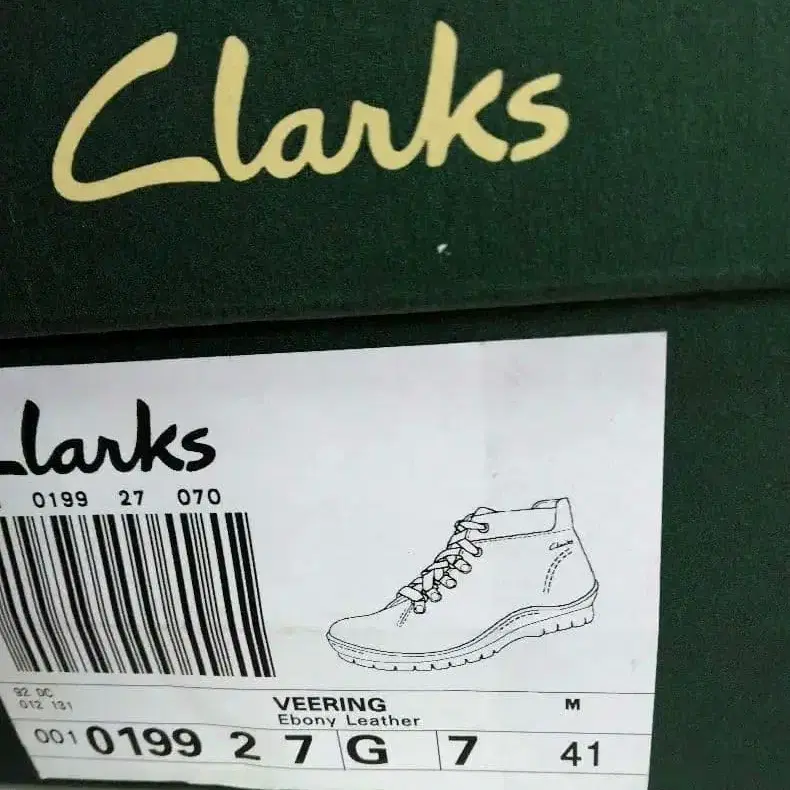 Clarks
Clarks
0199 27 070
Clarks
92 DC
012 131
VEERING
M
Ebony Leather
001 0199 2 7 G 7 41